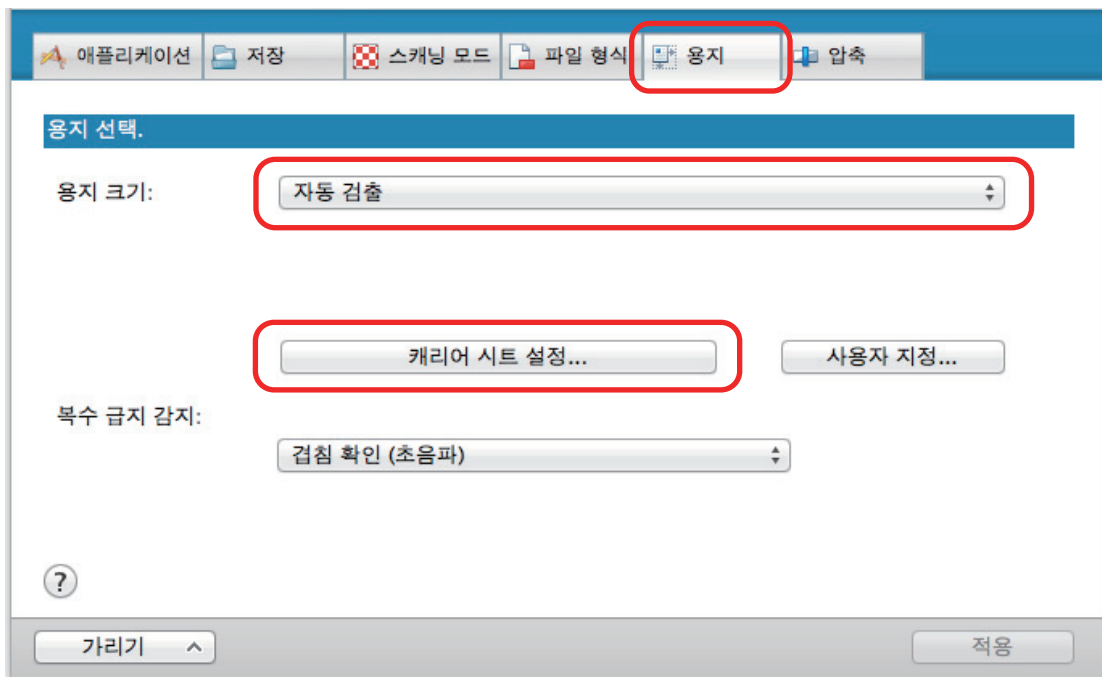 애플리케이션 저장 스캐닝 모드 파일 형식 용지 압축
용지 선택.
용지 크기: 자동 검출
캐리어 시트 설정... 사용자 지정...
복수 급지 감지:
겹침 확인 (초음파)
?
가리기 적용